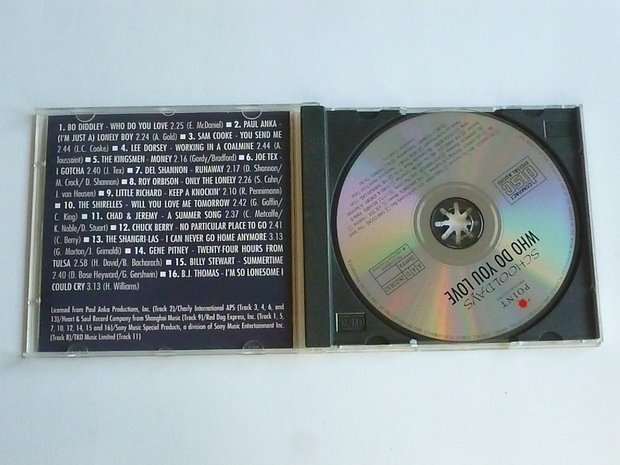 1. BO DIDDLEY - WHO DO YOU LOVE 2.25 (E. McDaniel) ■ 2. PAUL ANKA -
(I'M JUST A) LONELY BOY 2.24 (A. Gold) ■ 3. SAM COOKE - YOU SEND ME
2.44 (L.C. Cooke) ■ 4. LEE DORSEY - WORKING IN A COALMINE 2.44 (A.
Toussaint) ■ 5. THE KINGSMEN - MONEY 2.16 (Gordy/Bradford) ■ 6. JOE TEX -
I GOTCHA 2.40 (J. Tex) ■ 7. DEL SHANNON - RUNAWAY 2.17 (D. Shannon/
M. Crack/D. Shannon) ■ 8. ROY ORBISON - ONLY THE LONELY 2.26 (S. Cohn/
J. van Heusen) ■ 9. LITTLE RICHARD - KEEP A KNOCKIN' 2.10 (R. Pennimann)
■ 10. THE SHIRELLES - WILL YOU LOVE ME TOMORROW 2.42 (G. Goffin/
C. King) ■ 11. CHAD & JEREMY - A SUMMER SONG 2.37 (C. Metcalfe/
K. Noble/D. Stuart) ■ 12. CHUCK BERRY - NO PARTICULAR PLACE TO GO 2.41
(C. Berry) ■ 13. THE SHANGRI-LAS - I CAN NEVER GO HOME ANYMORE 3.13
(G. Morton/J. Grimaldi) ■ 14. GENE PITNEY - TWENTY-FOUR HOURS FROM
TULSA 2.58 (H. David/B. Bacharach) ■ 15. BILLY STEWART - SUMMERTIME
2.40 (D. Base Heyward/G. Gershwin) ■ 16. B.J. THOMAS - I'M SO LONESOME I
COULD CRY 3.13 (H. Williams)
Licensed from Paul Anka Productions, Inc. (Track 2)/Charly International APS (Track 3, 4, 6, and
13)/Heart & Soul Record Company from Shanghai Music (Track 9)/Red Dog Express, Inc. (Track 1, 5,
7, 10, 12, 14, 15 and 16)/Sony Music Special Products, a division of Sony Music Entertainment Inc.
(Track 8)/TKO Music Limited (Track 11)
COMPACT
disc
DIGITAL AUDIO
POINT
SCHOOLDAYS
WHO DO YOU LOVE